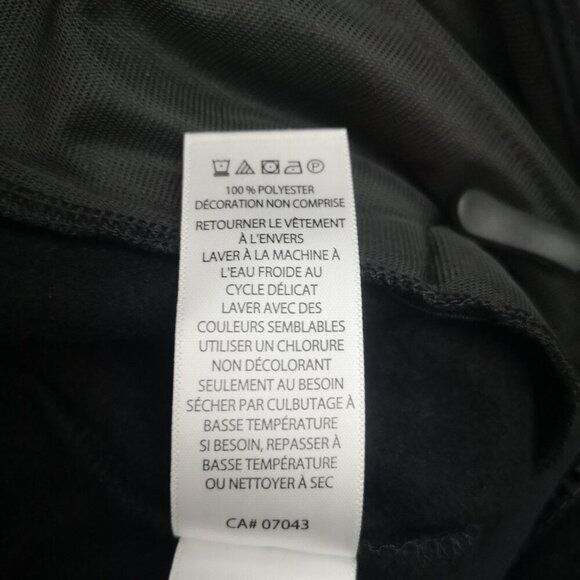 100 % POLYESTER
DÉCORATION NON COMPRISE
RETOURNER LE VÊTEMENT
À L'ENVERS
LAVER À LA MACHINE À
L'EAU FROIDE AU
CYCLE DÉLICAT
LAVER AVEC DES
COULEURS SEMBLABLES
UTILISER UN CHLORURE
NON DÉCOLORANT
SEULEMENT AU BESOIN
SÉCHER PAR CULBUTAGE À
BASSE TEMPÉRATURE
SI BESOIN, REPASSER À
BASSE TEMPÉRATURE
OU NETTOYER À SEC
CA# 07043